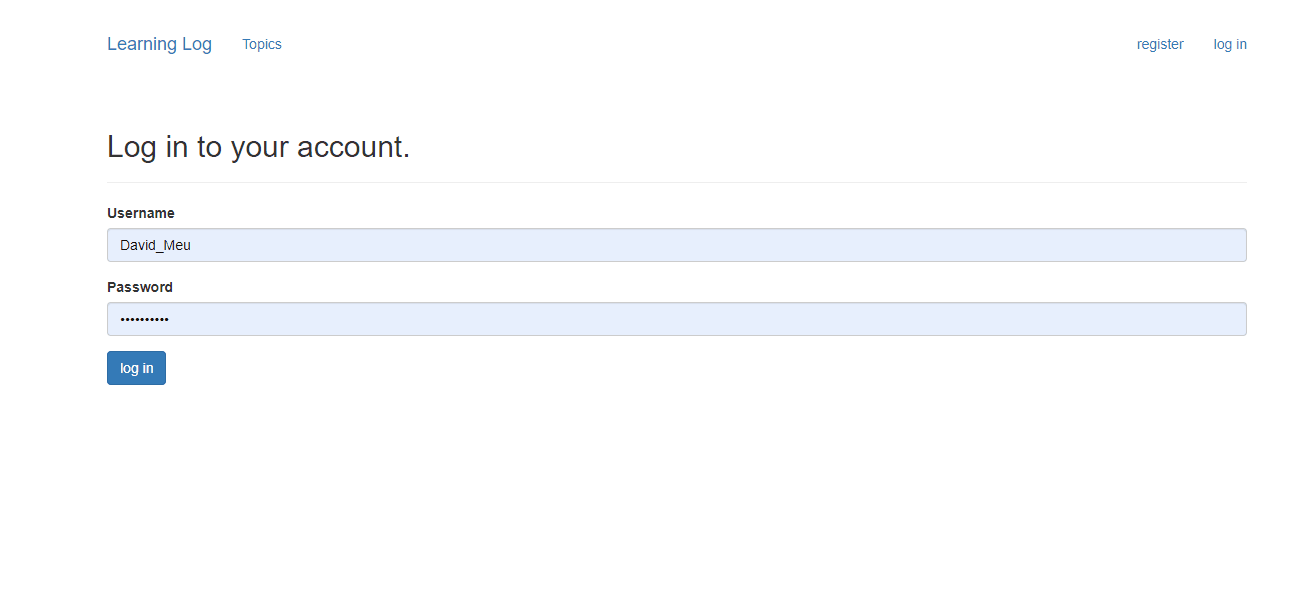 Learning Log Topics register log in
Log in to your account.
Username
David_Meu
Password
••••••••••
log in